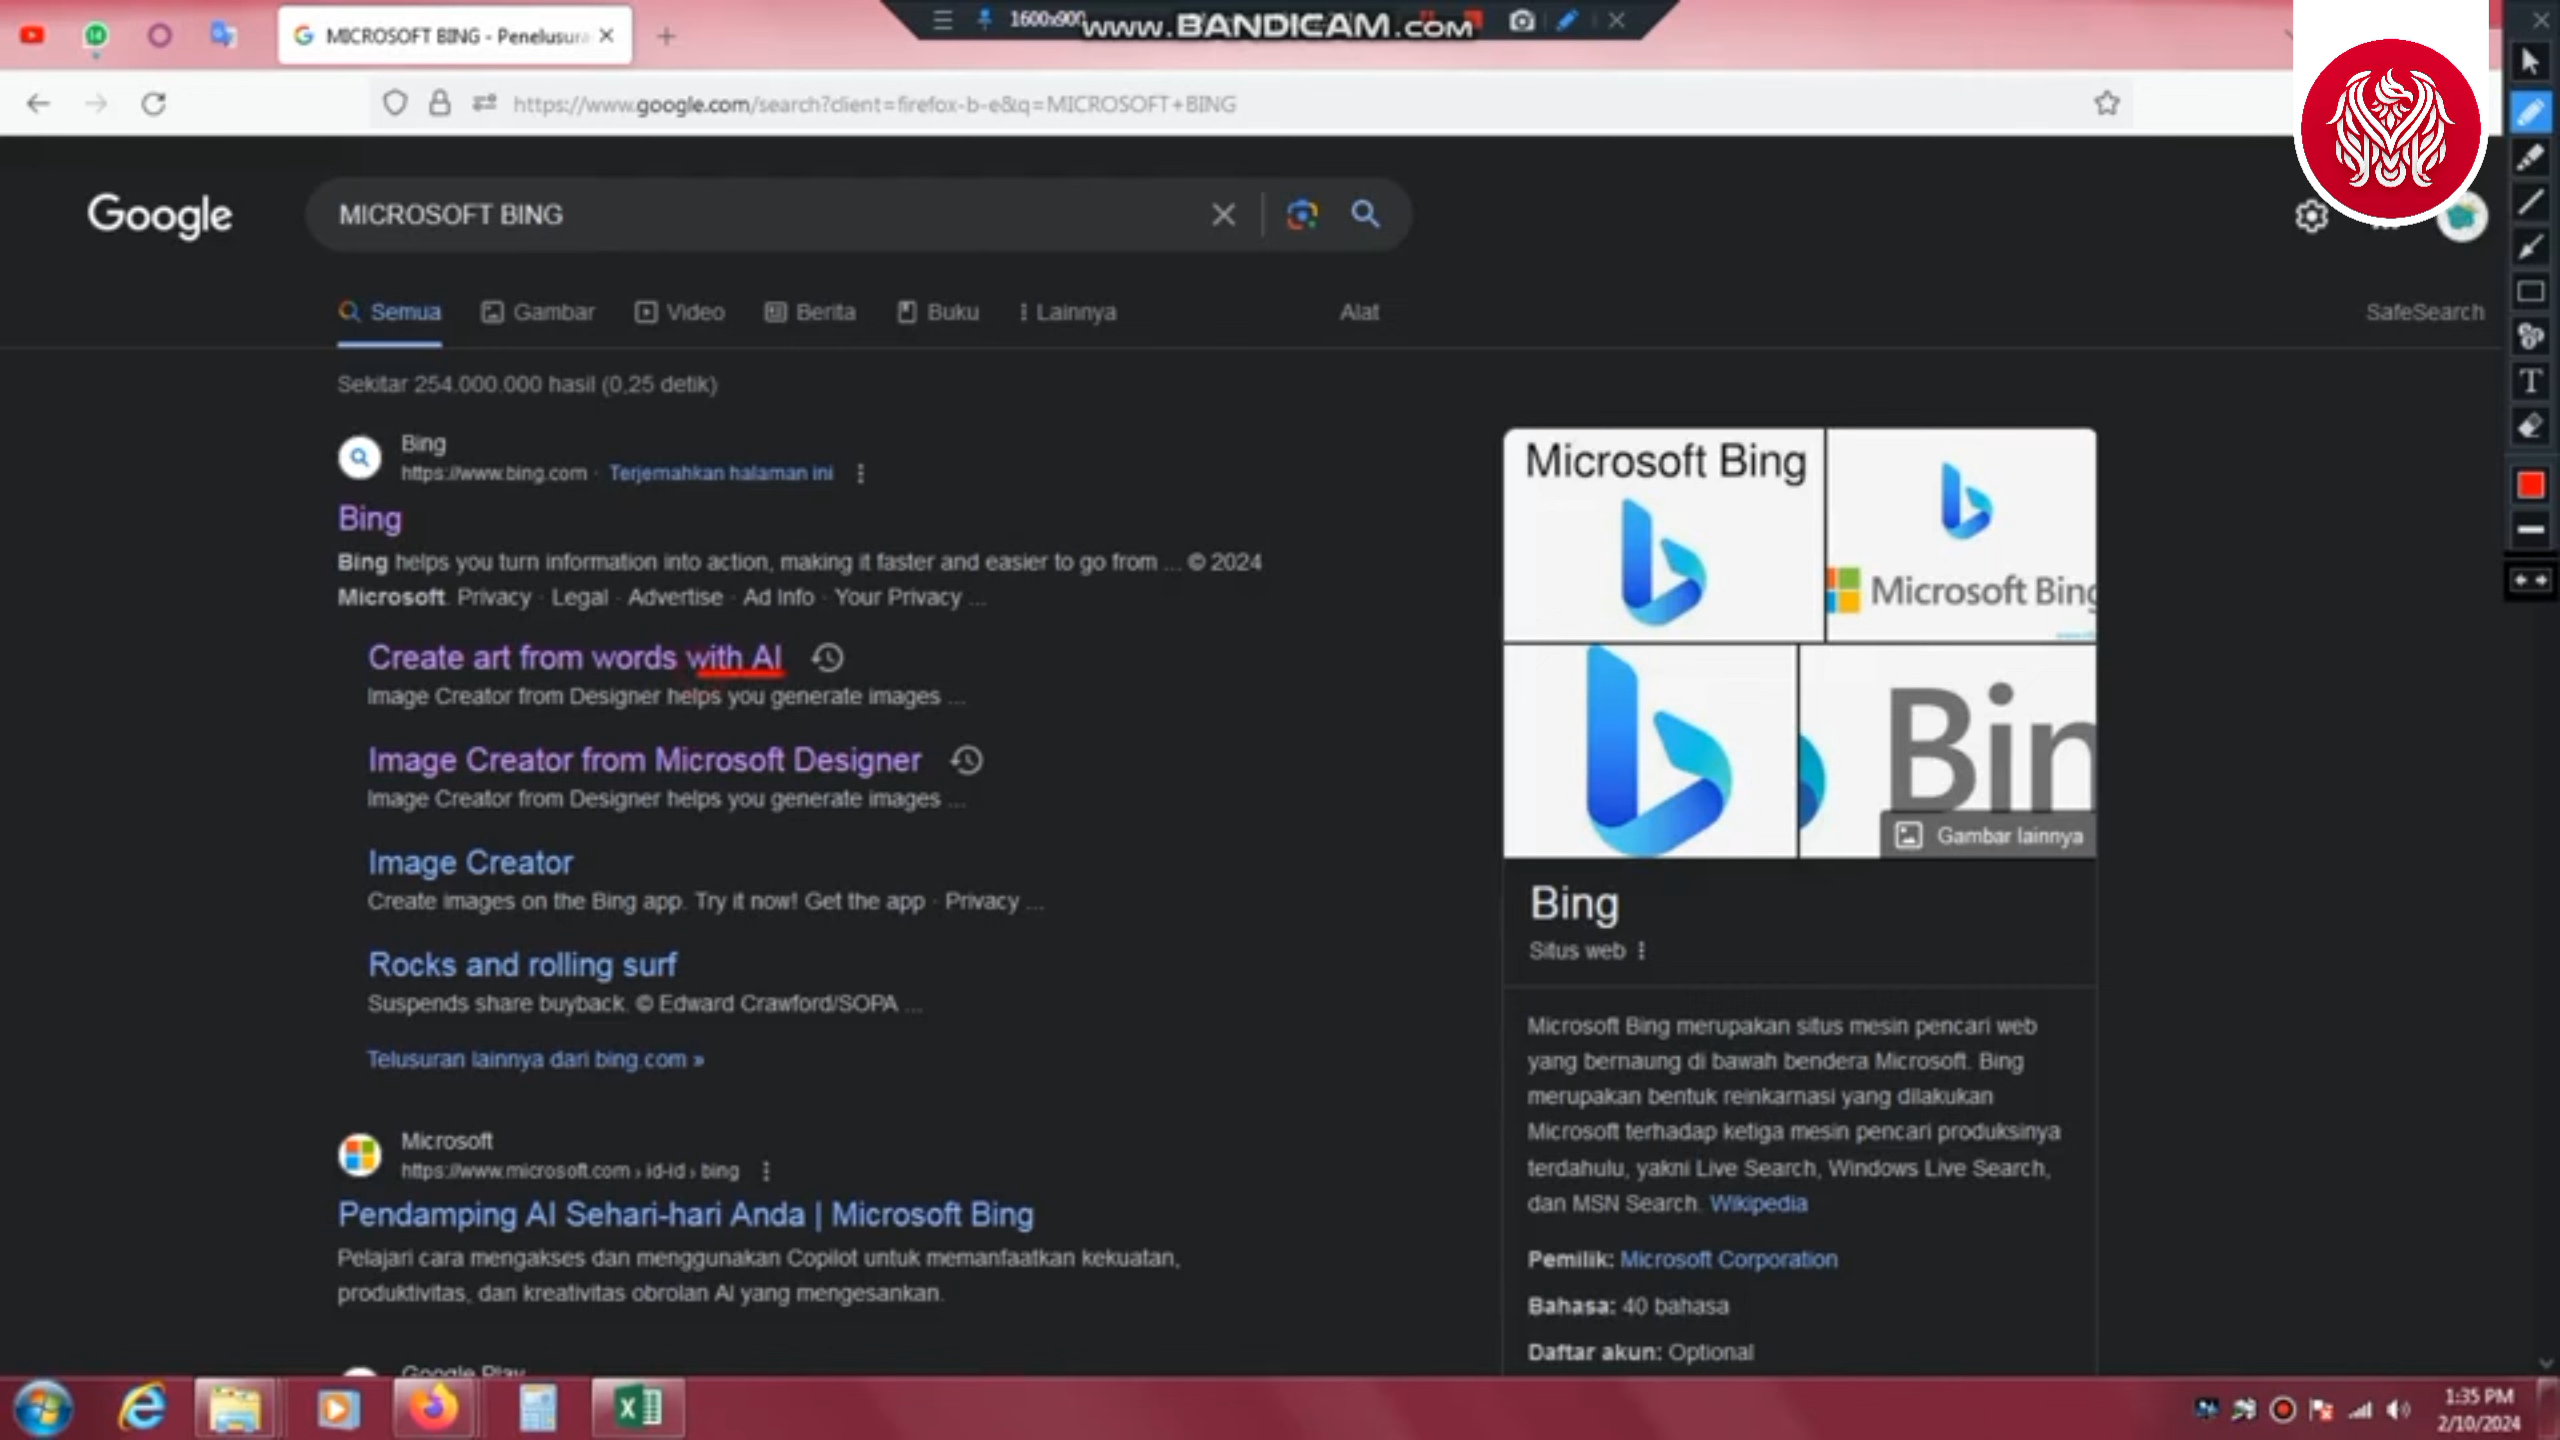 MICROSOFT BING - Penelusura
1600x900
www.BANDICAM.COM
https://www.google.com/search?client=firefox-b-e&q=MICROSOFT+BING
Google
MICROSOFT BING
Semua
Gambar
Video
Berita
Buku
Lainnya
Alat
SafeSearch
Sekitar 254.000.000 hasil (0,25 detik)
Bing
https://www.bing.com · Terjemahkan halaman ini
Bing
Bing helps you turn information into action, making it faster and easier to go from ... © 2024
Microsoft. Privacy · Legal · Advertise · Ad Info · Your Privacy ...
Create art from words with AI
Image Creator from Designer helps you generate images ...
Image Creator from Microsoft Designer
Image Creator from Designer helps you generate images ...
Image Creator
Create images on the Bing app. Try it now! Get the app · Privacy ...
Rocks and rolling surf
Suspends share buyback. © Edward Crawford/SOPA ...
Telusuran lainnya dari bing.com »
Microsoft
https://www.microsoft.com › id-id › bing
Pendamping AI Sehari-hari Anda | Microsoft Bing
Pelajari cara mengakses dan menggunakan Copilot untuk memanfaatkan kekuatan,
produktivitas, dan kreativitas obrolan AI yang mengesankan.
Google Play
Microsoft Bing
Microsoft Bing
Bin
Gambar lainnya
Bing
Situs web
Microsoft Bing merupakan situs mesin pencari web
yang bernaung di bawah bendera Microsoft. Bing
merupakan bentuk reinkarnasi yang dilakukan
Microsoft terhadap ketiga mesin pencari produksinya
terdahulu, yakni Live Search, Windows Live Search,
dan MSN Search. Wikipedia
Pemilik: Microsoft Corporation
Bahasa: 40 bahasa
Daftar akun: Optional
T
1:35 PM
2/10/2024